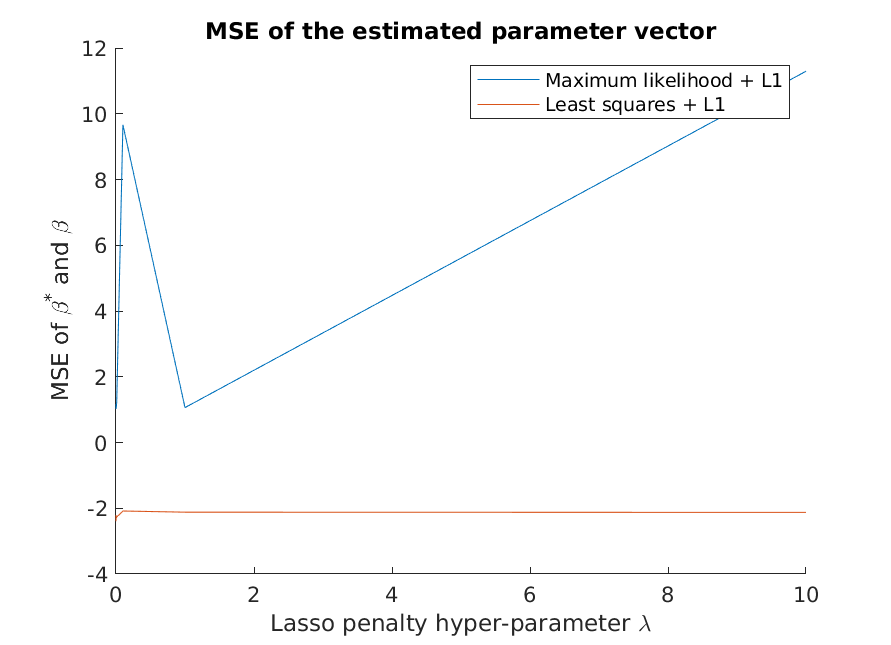 MSE of the estimated parameter vector
Maximum likelihood + L1
Least squares + L1
MSE of β* and β
12
10
8
6
4
2
0
-2
-4
0 2 4 6 8 10
Lasso penalty hyper-parameter λ